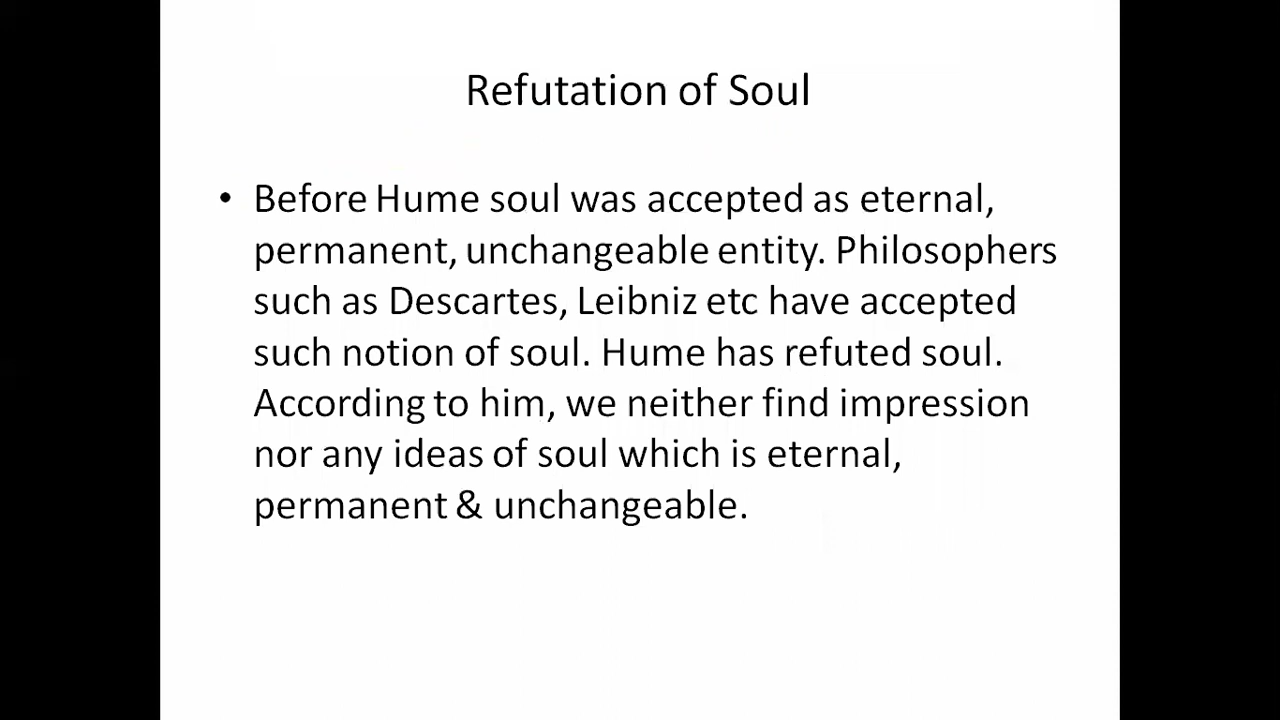 Refutation of Soul
• Before Hume soul was accepted as eternal,
permanent, unchangeable entity. Philosophers
such as Descartes, Leibniz etc have accepted
such notion of soul. Hume has refuted soul.
According to him, we neither find impression
nor any ideas of soul which is eternal,
permanent & unchangeable.